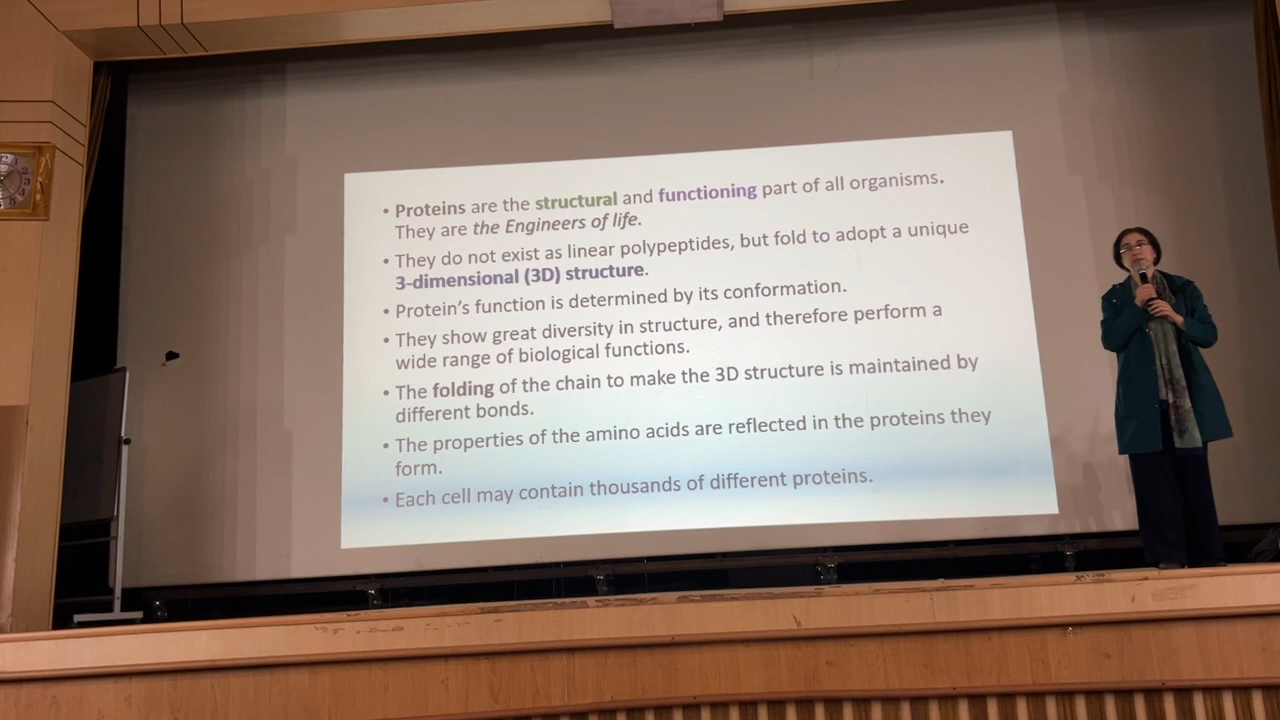 • Proteins are the structural and functioning part of all organisms.
They are the Engineers of life.
• They do not exist as linear polypeptides, but fold to adopt a unique
3-dimensional (3D) structure.
• Protein's function is determined by its conformation.
• They show great diversity in structure, and therefore perform a
wide range of biological functions.
• The folding of the chain to make the 3D structure is maintained by
different bonds.
• The properties of the amino acids are reflected in the proteins they
form.
• Each cell may contain thousands of different proteins.